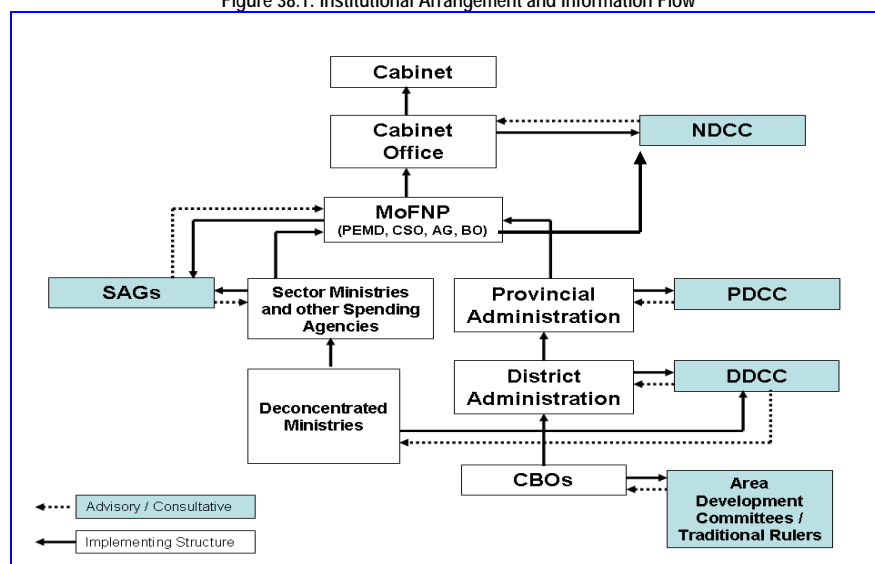 Figure 38.1: Institutional Arrangement and Information Flow
Cabinet
Cabinet
Office
NDCC
MoFNP
(PEMD, CSO, AG, BO)
SAGs
Sector Ministries
and other Spending
Agencies
Provincial
Administration
PDCC
Deconcentrated
Ministries
District
Administration
DDCC
CBOs
Area
Development
Committees /
Traditional Rulers
Advisory / Consultative
Implementing Structure